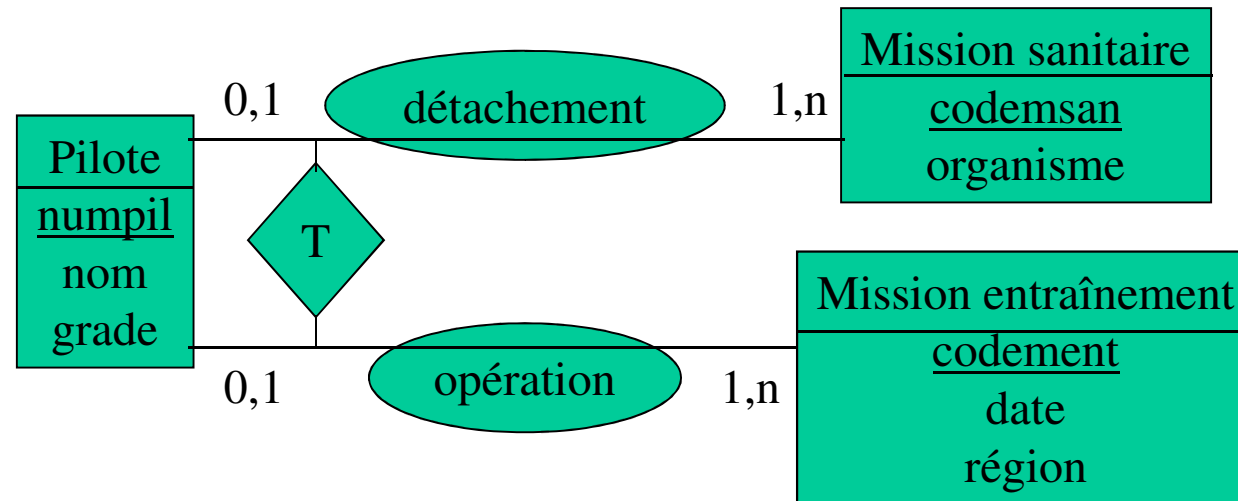 Pilote
numpil
nom
grade
0,1
détachement
1,n
Mission sanitaire
codemsan
organisme
T
0,1
opération
1,n
Mission entraînement
codement
date
région